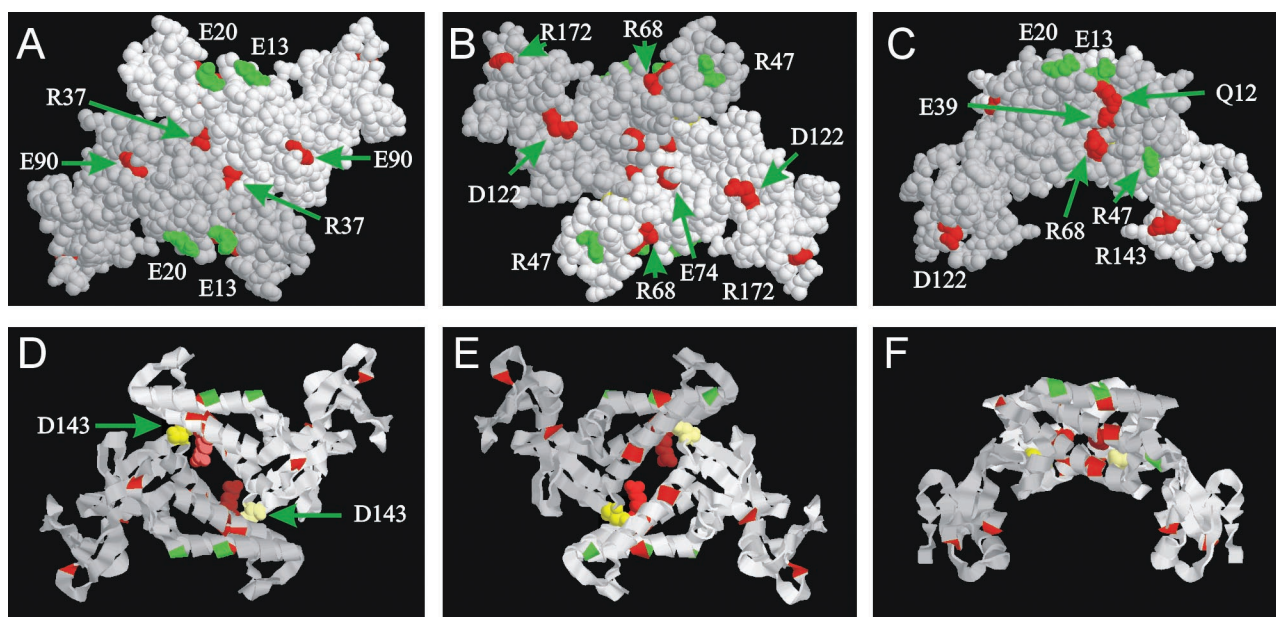 A
E20
E13
R37
E90
E90
R37
E20
E13
B
R172
R68
R47
D122
D122
R47
R68
E74
R172
C
E20
E13
Q12
E39
R47
R68
R143
D122
D
D143
D143
E
F